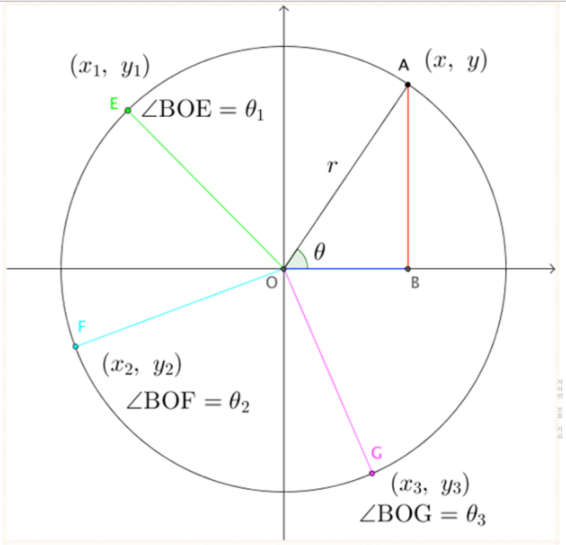 A (x, y)
(x₁, y₁)
E ∠BOE = θ₁
r
θ
O
B
F
(x₂, y₂)
∠BOF = θ₂
G
(x₃, y₃)
∠BOG = θ₃